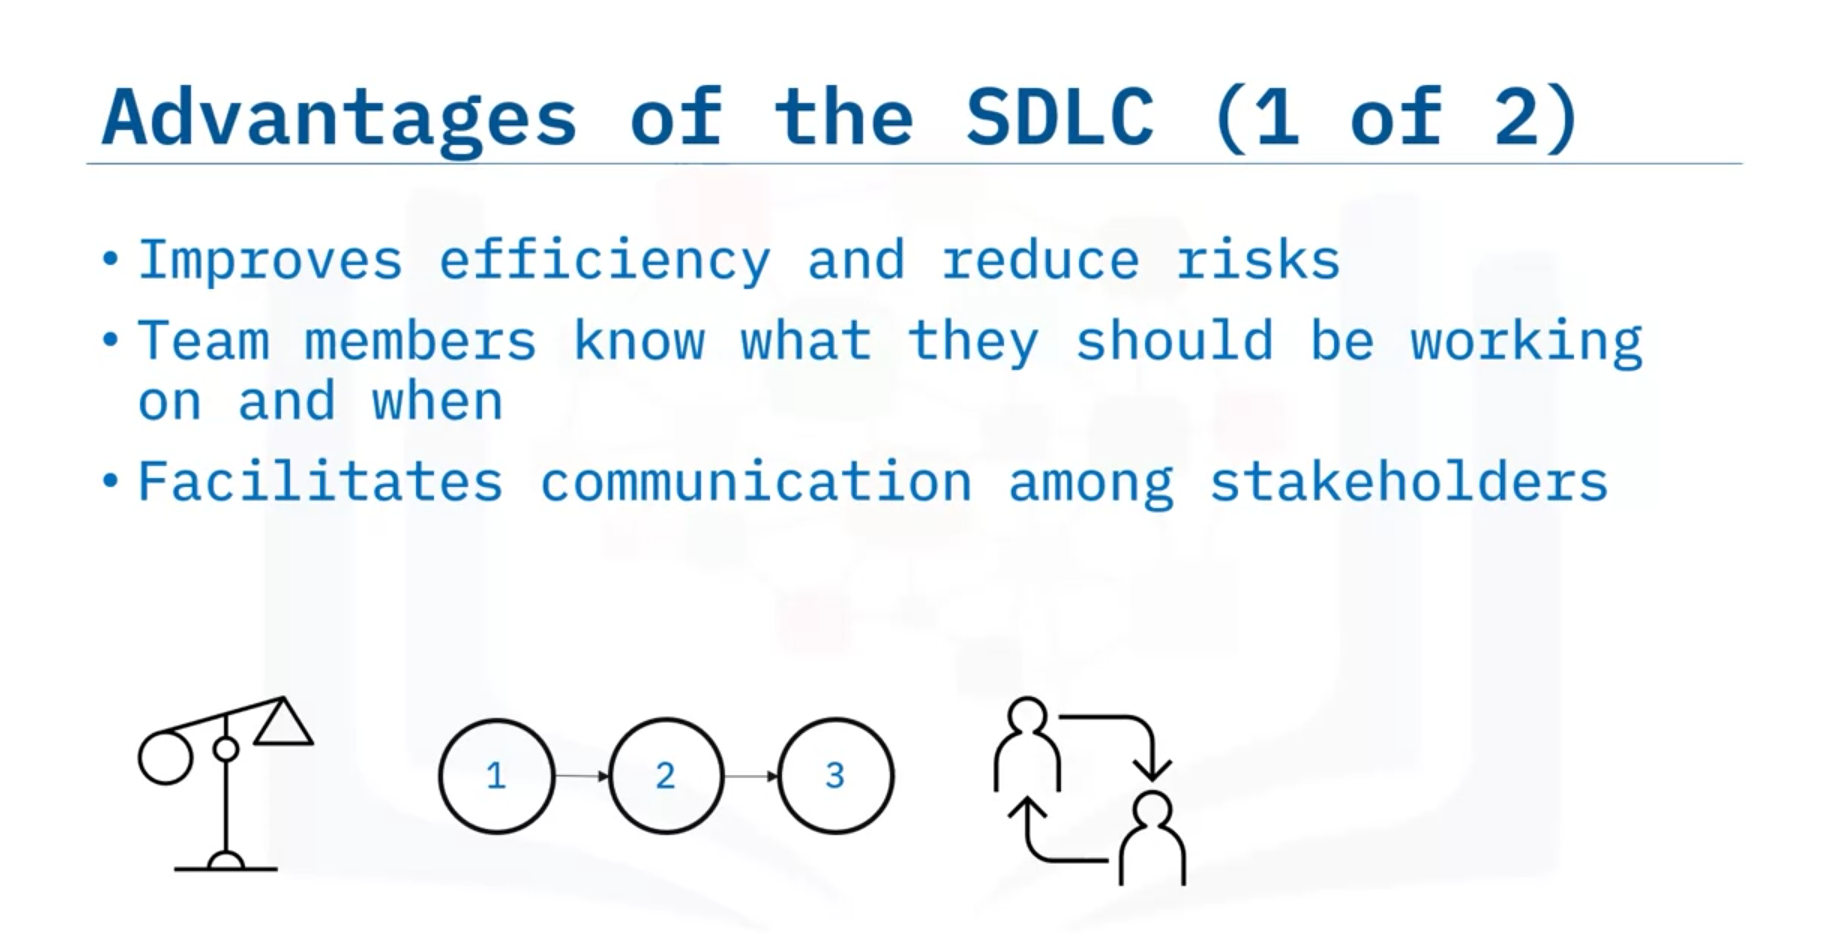 Advantages of the SDLC (1 of 2)
• Improves efficiency and reduce risks
• Team members know what they should be working
on and when
• Facilitates communication among stakeholders
1 2 3